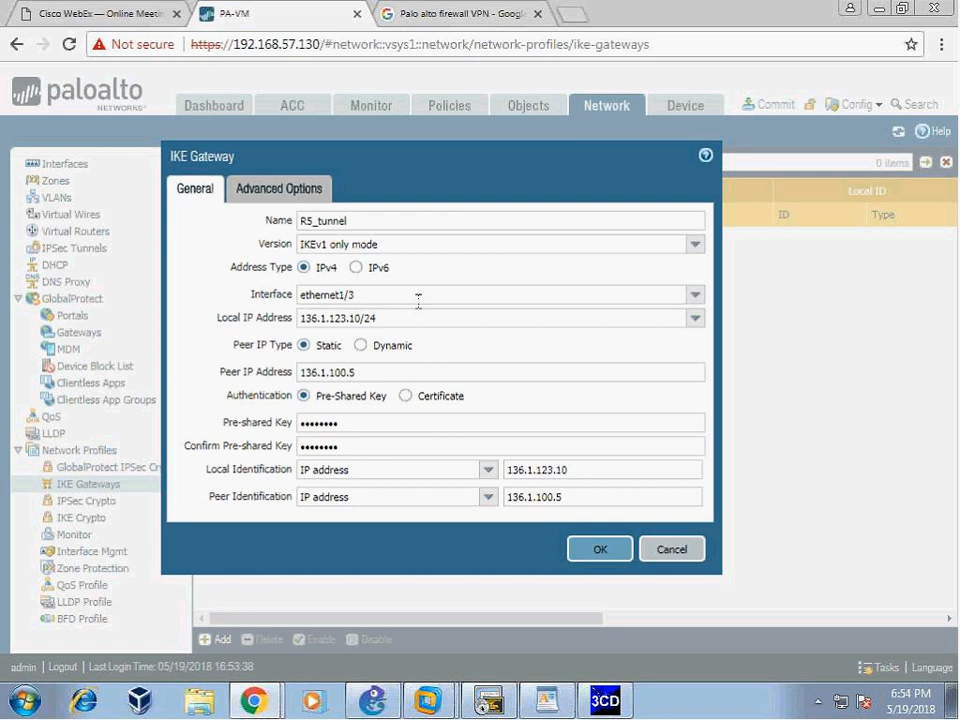 Cisco WebEx — Online Meetin
PA-VM
Palo alto firewall VPN - Googl
Not secure
https://192.168.57.130/#network::vsys1::network/network-profiles/ike-gateways
paloalto
NETWORKS
Dashboard ACC Monitor Policies Objects Network Device
Commit Config Search
Help
Interfaces
Zones
VLANs
Virtual Wires
Virtual Routers
IPSec Tunnels
DHCP
DNS Proxy
GlobalProtect
Portals
Gateways
MDM
Device Block List
Clientless Apps
Clientless App Groups
QoS
LLDP
Network Profiles
GlobalProtect IPSec Cr
IKE Gateways
IPSec Crypto
IKE Crypto
Monitor
Interface Mgmt
Zone Protection
QoS Profile
LLDP Profile
BFD Profile
0 items
Local ID
ID Type
IKE Gateway
General Advanced Options
Name R5_tunnel
Version IKEv1 only mode
Address Type IPv4 IPv6
Interface ethernet1/3
Local IP Address 136.1.123.10/24
Peer IP Type Static Dynamic
Peer IP Address 136.1.100.5
Authentication Pre-Shared Key Certificate
Pre-shared Key ••••••••
Confirm Pre-shared Key ••••••••
Local Identification IP address 136.1.123.10
Peer Identification IP address 136.1.100.5
OK Cancel
Add Delete Enable Disable
admin | Logout | Last Login Time: 05/19/2018 16:53:38
Tasks | Language
3CD
6:54 PM
5/19/2018